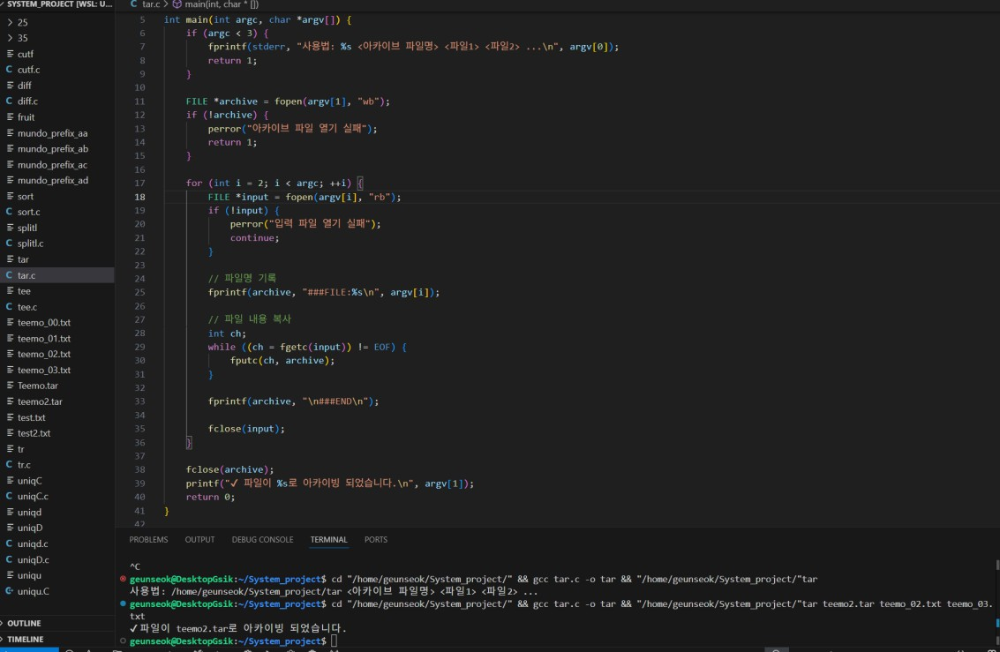 SYSTEM_PROJECT [WSL: U...
25
35
cutf
C cutf.c
diff
C diff.c
fruit
mundo_prefix_aa
mundo_prefix_ab
mundo_prefix_ac
mundo_prefix_ad
sort
C sort.c
splitl
C splitl.c
tar
C tar.c
tee
C tee.c
teemo_00.txt
teemo_01.txt
teemo_02.txt
teemo_03.txt
Teemo.tar
teemo2.tar
test.txt
test2.txt
tr
C tr.c
uniqC
C uniqC.c
uniqd
uniqD
C uniqd.c
C uniqD.c
uniqu
C uniqu.C
OUTLINE
TIMELINE
C tar.c > main(int, char * [])
5 int main(int argc, char *argv[]) {
6 if (argc < 3) {
7 fprintf(stderr, "사용법: %s <아카이브 파일명> <파일1> <파일2> ...\n", argv[0]);
8 return 1;
9 }
10
11 FILE *archive = fopen(argv[1], "wb");
12 if (!archive) {
13 perror("아카이브 파일 열기 실패");
14 return 1;
15 }
16
17 for (int i = 2; i < argc; ++i) {
18 FILE *input = fopen(argv[i], "rb");
19 if (!input) {
20 perror("입력 파일 열기 실패");
21 continue;
22 }
23
24 // 파일명 기록
25 fprintf(archive, "###FILE:%s\n", argv[i]);
26
27 // 파일 내용 복사
28 int ch;
29 while ((ch = fgetc(input)) != EOF) {
30 fputc(ch, archive);
31 }
32
33 fprintf(archive, "\n###END\n");
34
35 fclose(input);
36 }
37
38 fclose(archive);
39 printf("✓ 파일이 %s로 아카이빙 되었습니다.\n", argv[1]);
40 return 0;
41 }
42
PROBLEMS OUTPUT DEBUG CONSOLE TERMINAL PORTS
^C
geunseok@DesktopGsik:~/System_project$ cd "/home/geunseok/System_project/" && gcc tar.c -o tar && "/home/geunseok/System_project/"tar
사용법: /home/geunseok/System_project/tar <아카이브 파일명> <파일1> <파일2> ...
geunseok@DesktopGsik:~/System_project$ cd "/home/geunseok/System_project/" && gcc tar.c -o tar && "/home/geunseok/System_project/"tar teemo2.tar teemo_02.txt teemo_03.
txt
✓ 파일이 teemo2.tar로 아카이빙 되었습니다.
geunseok@DesktopGsik:~/System_project$